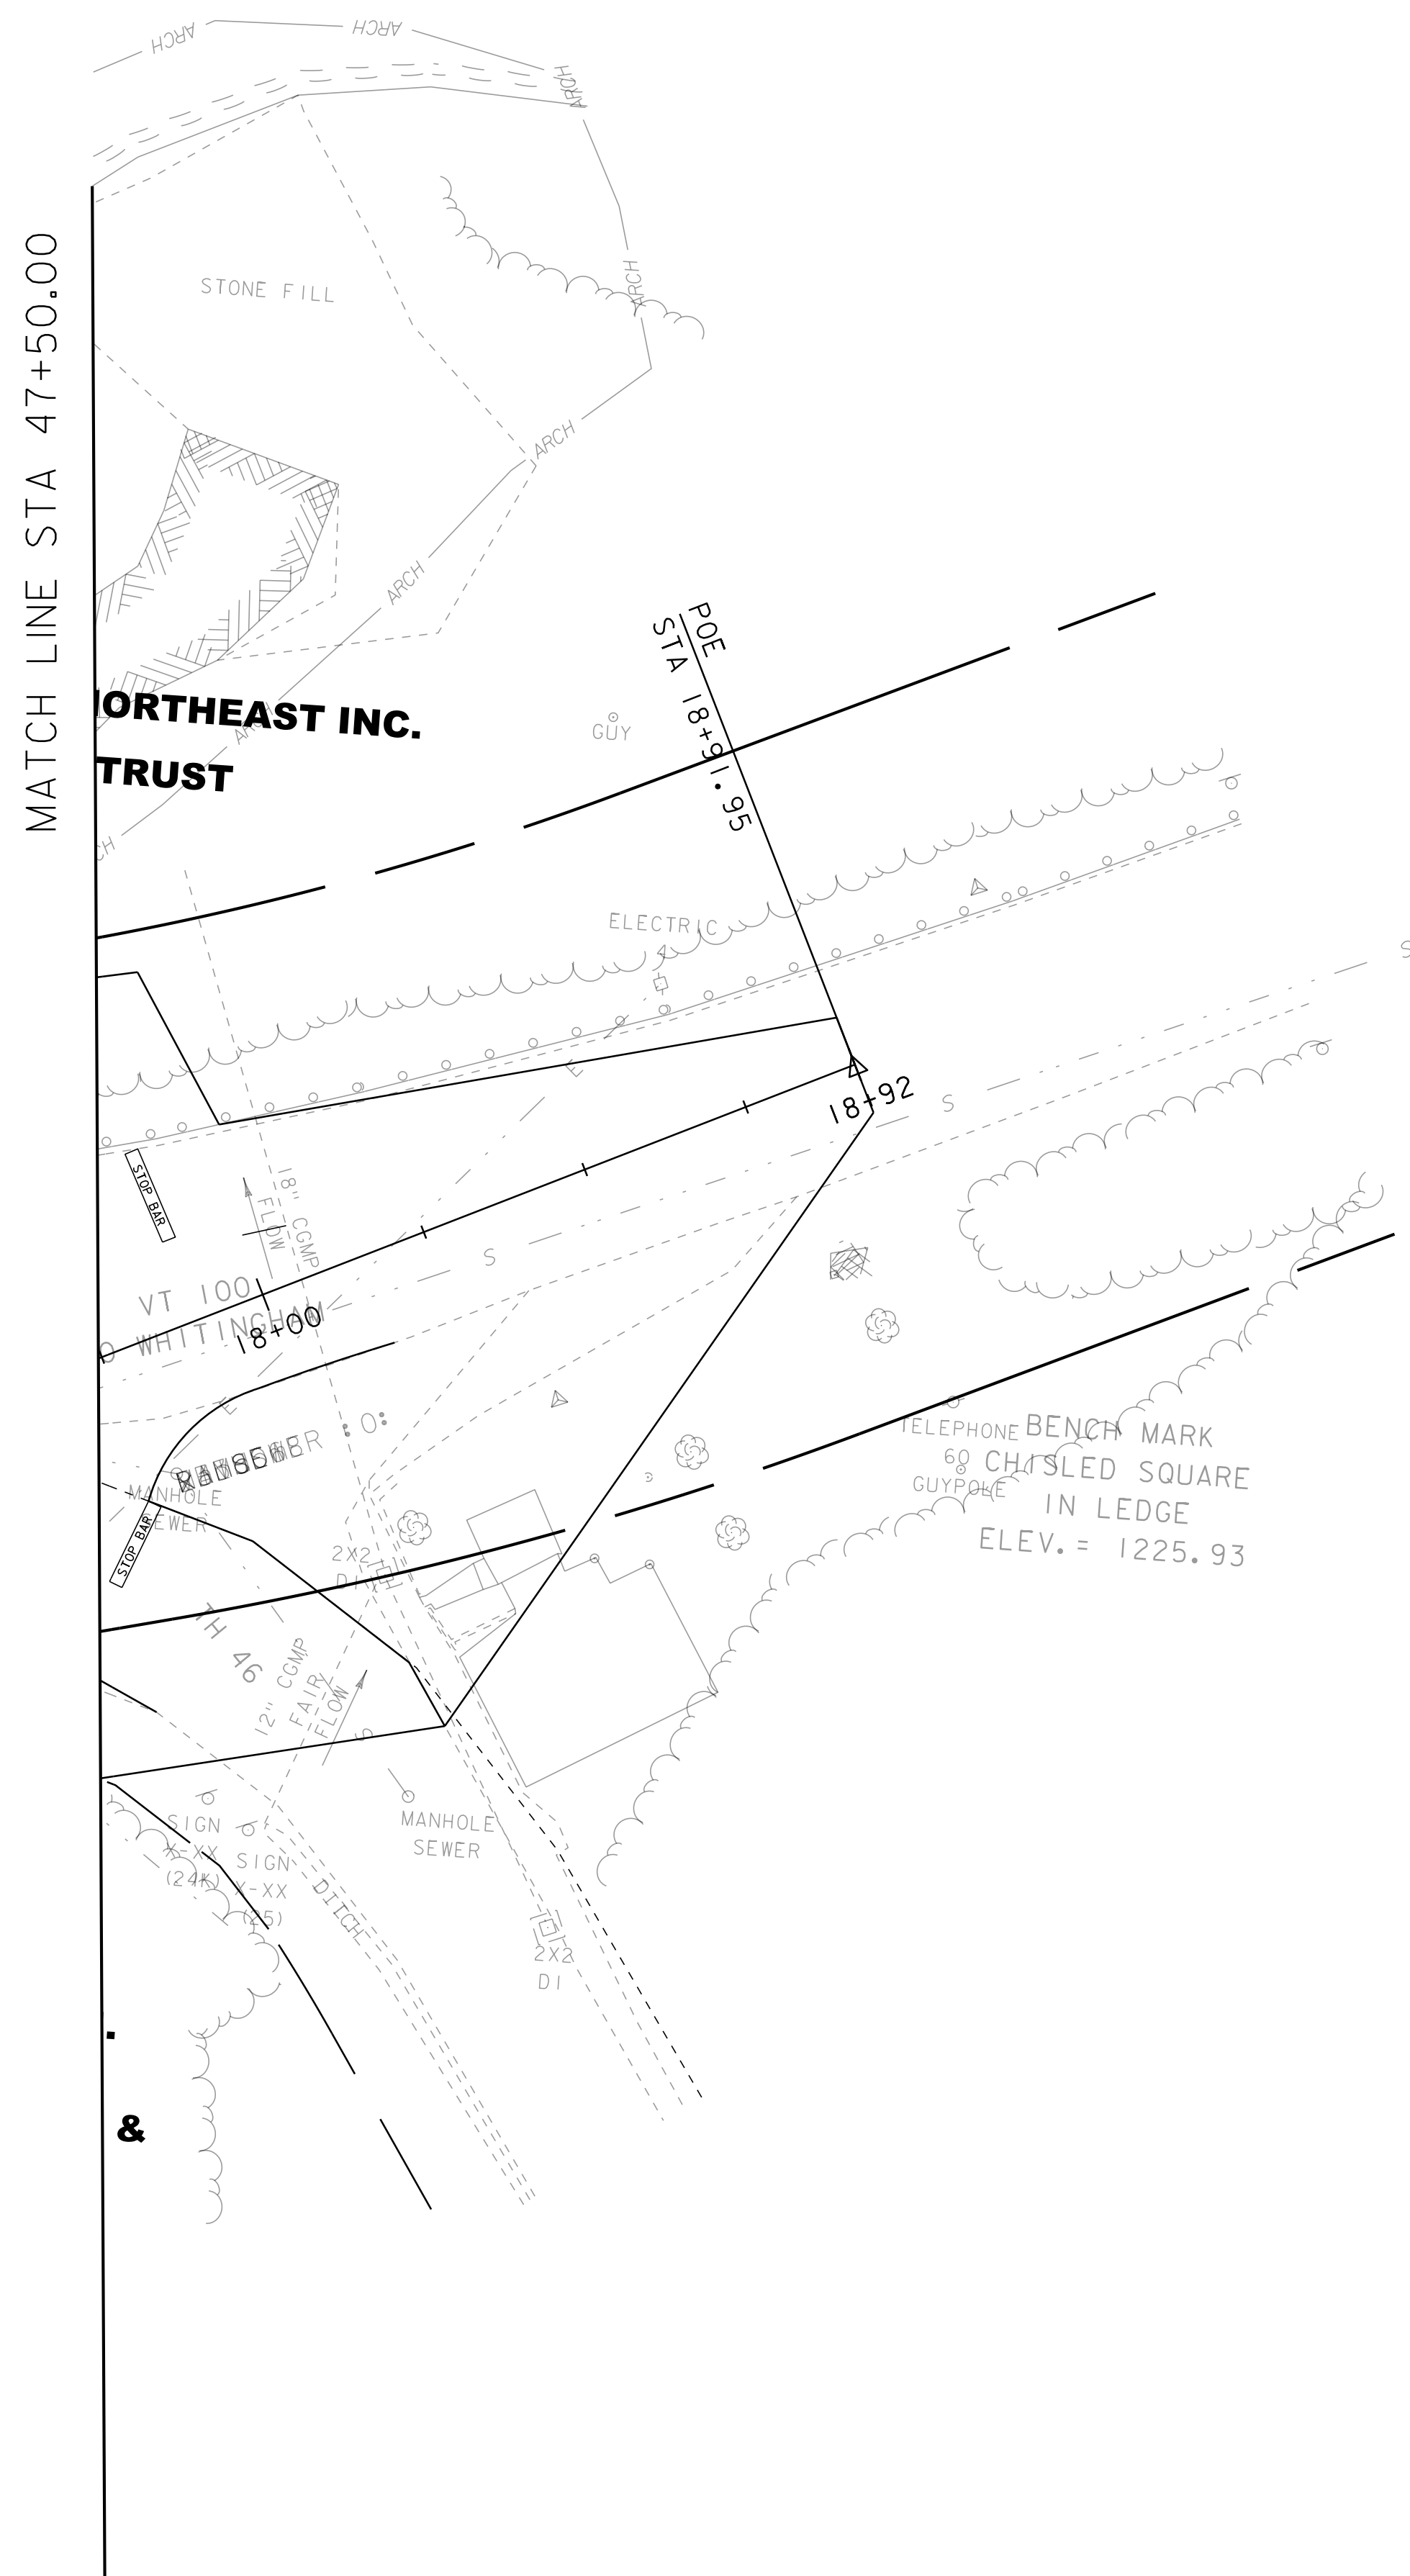 ARCH
ARCH
ARCH
MATCH LINE STA 47+50.00
STONE FILL
ARCH
ARCH
ARCH
ARCH
CH
ORTHEAST INC.
TRUST
POE
STA 18+91.95
GUY
ELECTRIC
E
S
18+92
S
STOP BAR
18" CGMP
FLOW
S
VT 100
O WHITINGHAM
18+00
E
MANHOLE
SEWER
STOP BAR
TELEPHONE
60
GUYPOLE
BENCH MARK
CHISLED SQUARE
IN LEDGE
ELEV. = 1225.93
2X2
DI
TH 46
12" CGMP
FAIR
FLOW
S
MANHOLE
SEWER
SIGN
X-XX
(24K)
SIGN
X-XX
(25)
DITCH
2X2
DI
.
&